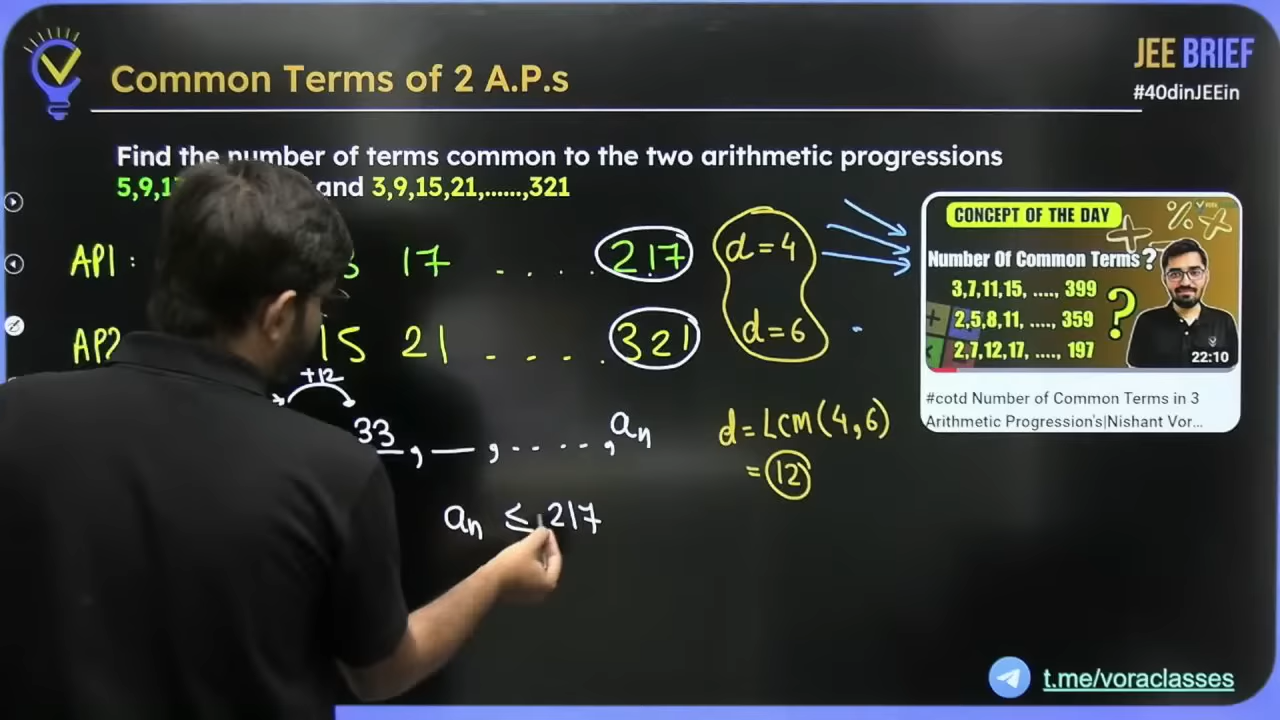 Common Terms of 2 A.P.s
JEE BRIEF
#40dinJEEin
Find the number of terms common to the two arithmetic progressions
5,9,1 and 3,9,15,21,......,321
AP1 : 17 . . . . . 217 d = 4
AP2 15 21 . . . . . 321 d = 6
+12
33, —, . . . . , an
d = LCM(4,6)
= 12
an ≤ 217
CONCEPT OF THE DAY
Number Of Common Terms ?
3,7,11,15, ...., 399
2,5,8,11, ...., 359
2,7,12,17, ...., 197
?
22:10
#cotd Number of Common Terms in 3
Arithmetic Progression's|Nishant Vor...
t.me/voraclasses